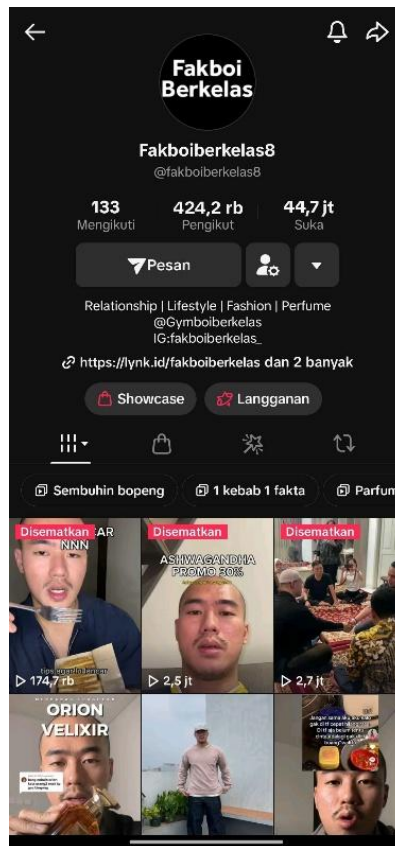 Fakboi
Berkelas
Fakboiberkelas8
@fakboiberkelas8
133
Mengikuti
424,2 rb
Pengikut
44,7 jt
Suka
Pesan
Relationship | Lifestyle | Fashion | Perfume
@Gymboiberkelas
IG:fakboiberkelas_
https://lynk.id/fakboiberkelas dan 2 banyak
Showcase
Langganan
Sembuhin bopeng
1 kebab 1 fakta
Parfum
Disematkan
CAR
NNN
174,7 rb
Disematkan
ASHWAGANDHA
PROMO 30%
2,5 jt
Disematkan
2,7 jt
ORION
VELIXIR